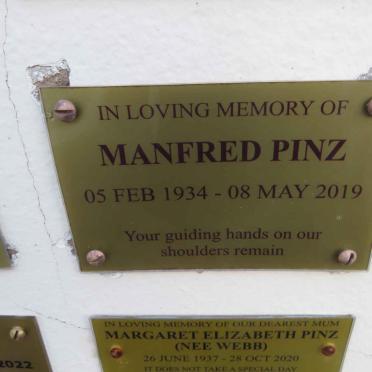 IN LOVING MEMORY OF
MANFRED PINZ
05 FEB 1934 - 08 MAY 2019
Your guiding hands on our
shoulders remain
IN LOVING MEMORY OF OUR DEAREST MUM
MARGARET ELIZABETH PINZ
(NEE WEBB)
26 JUNE 1937 - 28 OCT 2020
IT DOES NOT TAKE A SPECIAL DAY
2022